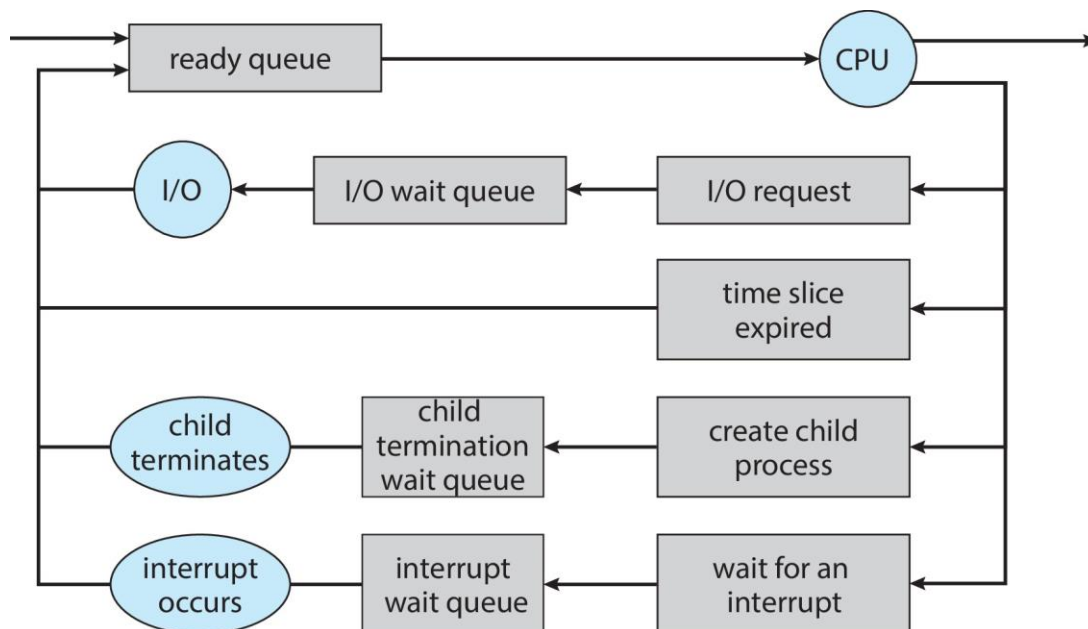 ready queue
CPU
I/O
I/O wait queue
I/O request
time slice
expired
child
terminates
child
termination
wait queue
create child
process
interrupt
occurs
interrupt
wait queue
wait for an
interrupt